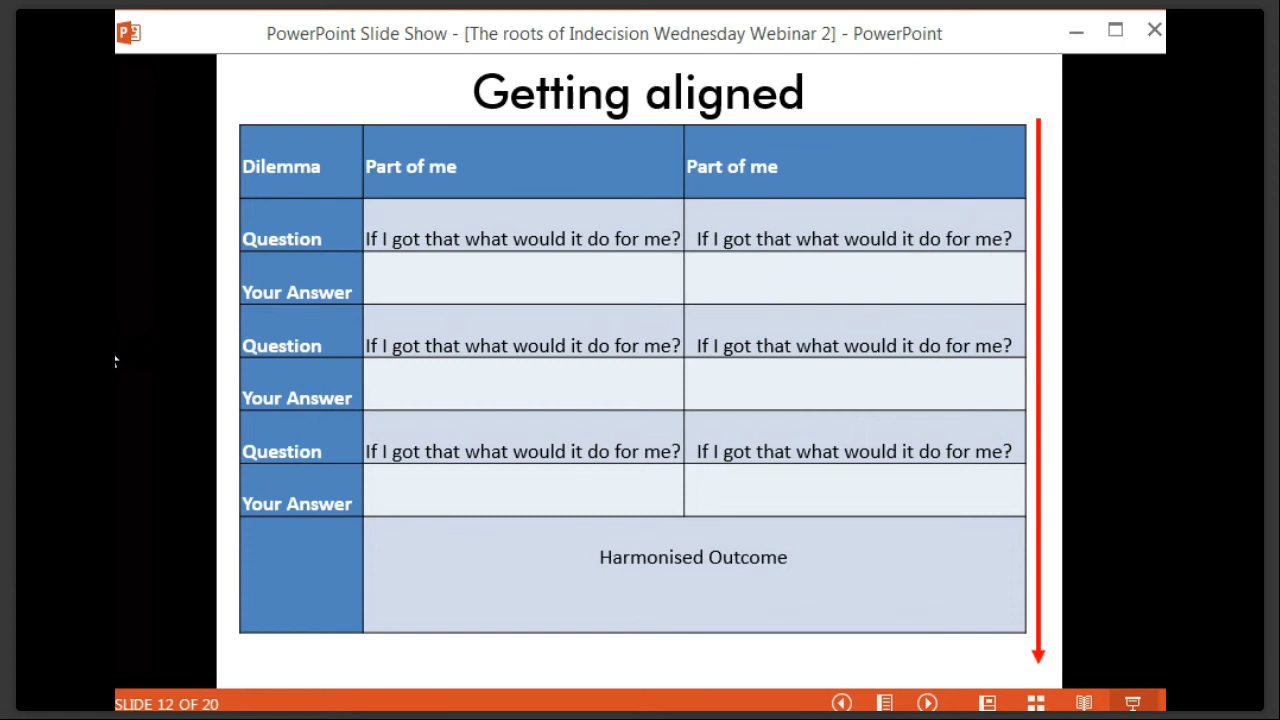 PowerPoint Slide Show - [The roots of Indecision Wednesday Webinar 2] - PowerPoint
Getting aligned
Dilemma Part of me Part of me
Question If I got that what would it do for me? If I got that what would it do for me?
Your Answer
Question If I got that what would it do for me? If I got that what would it do for me?
Your Answer
Question If I got that what would it do for me? If I got that what would it do for me?
Your Answer
Harmonised Outcome
SLIDE 12 OF 20